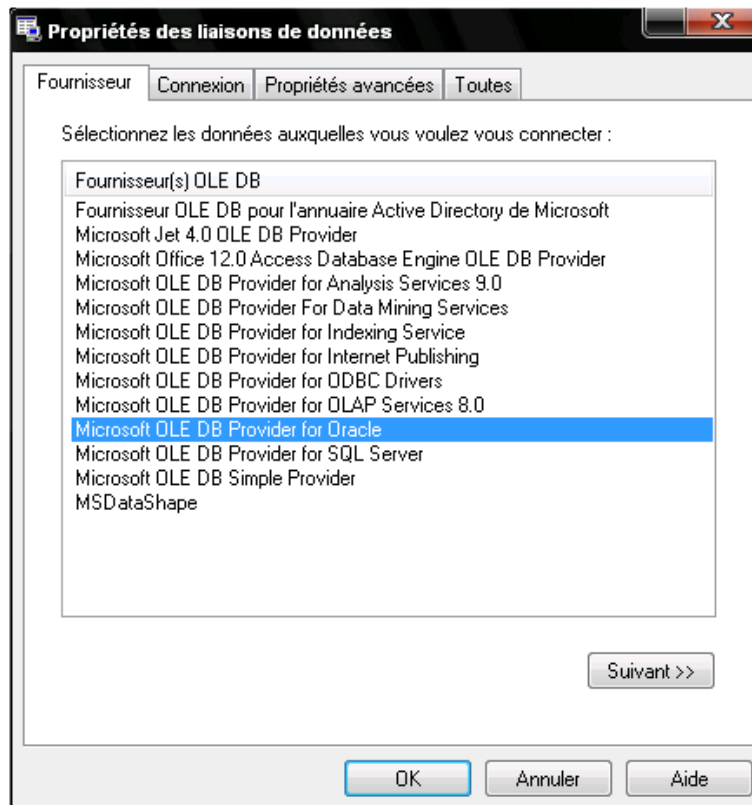 Propriétés des liaisons de données
Fournisseur Connexion Propriétés avancées Toutes
Sélectionnez les données auxquelles vous voulez vous connecter :
Fournisseur(s) OLE DB
Fournisseur OLE DB pour l'annuaire Active Directory de Microsoft
Microsoft Jet 4.0 OLE DB Provider
Microsoft Office 12.0 Access Database Engine OLE DB Provider
Microsoft OLE DB Provider for Analysis Services 9.0
Microsoft OLE DB Provider For Data Mining Services
Microsoft OLE DB Provider for Indexing Service
Microsoft OLE DB Provider for Internet Publishing
Microsoft OLE DB Provider for ODBC Drivers
Microsoft OLE DB Provider for OLAP Services 8.0
Microsoft OLE DB Provider for Oracle
Microsoft OLE DB Provider for SQL Server
Microsoft OLE DB Simple Provider
MSDataShape
Suivant >>
OK Annuler Aide